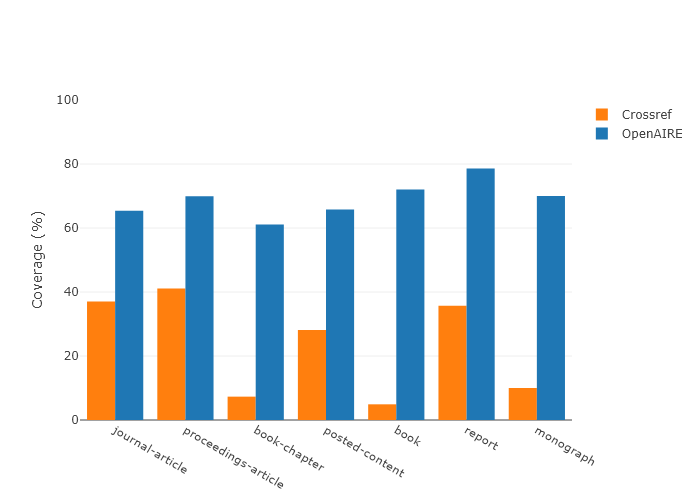 100
80
60
40
20
0
Coverage (%)
journal-article
proceedings-article
book-chapter
posted-content
book
report
monograph
Crossref
OpenAIRE